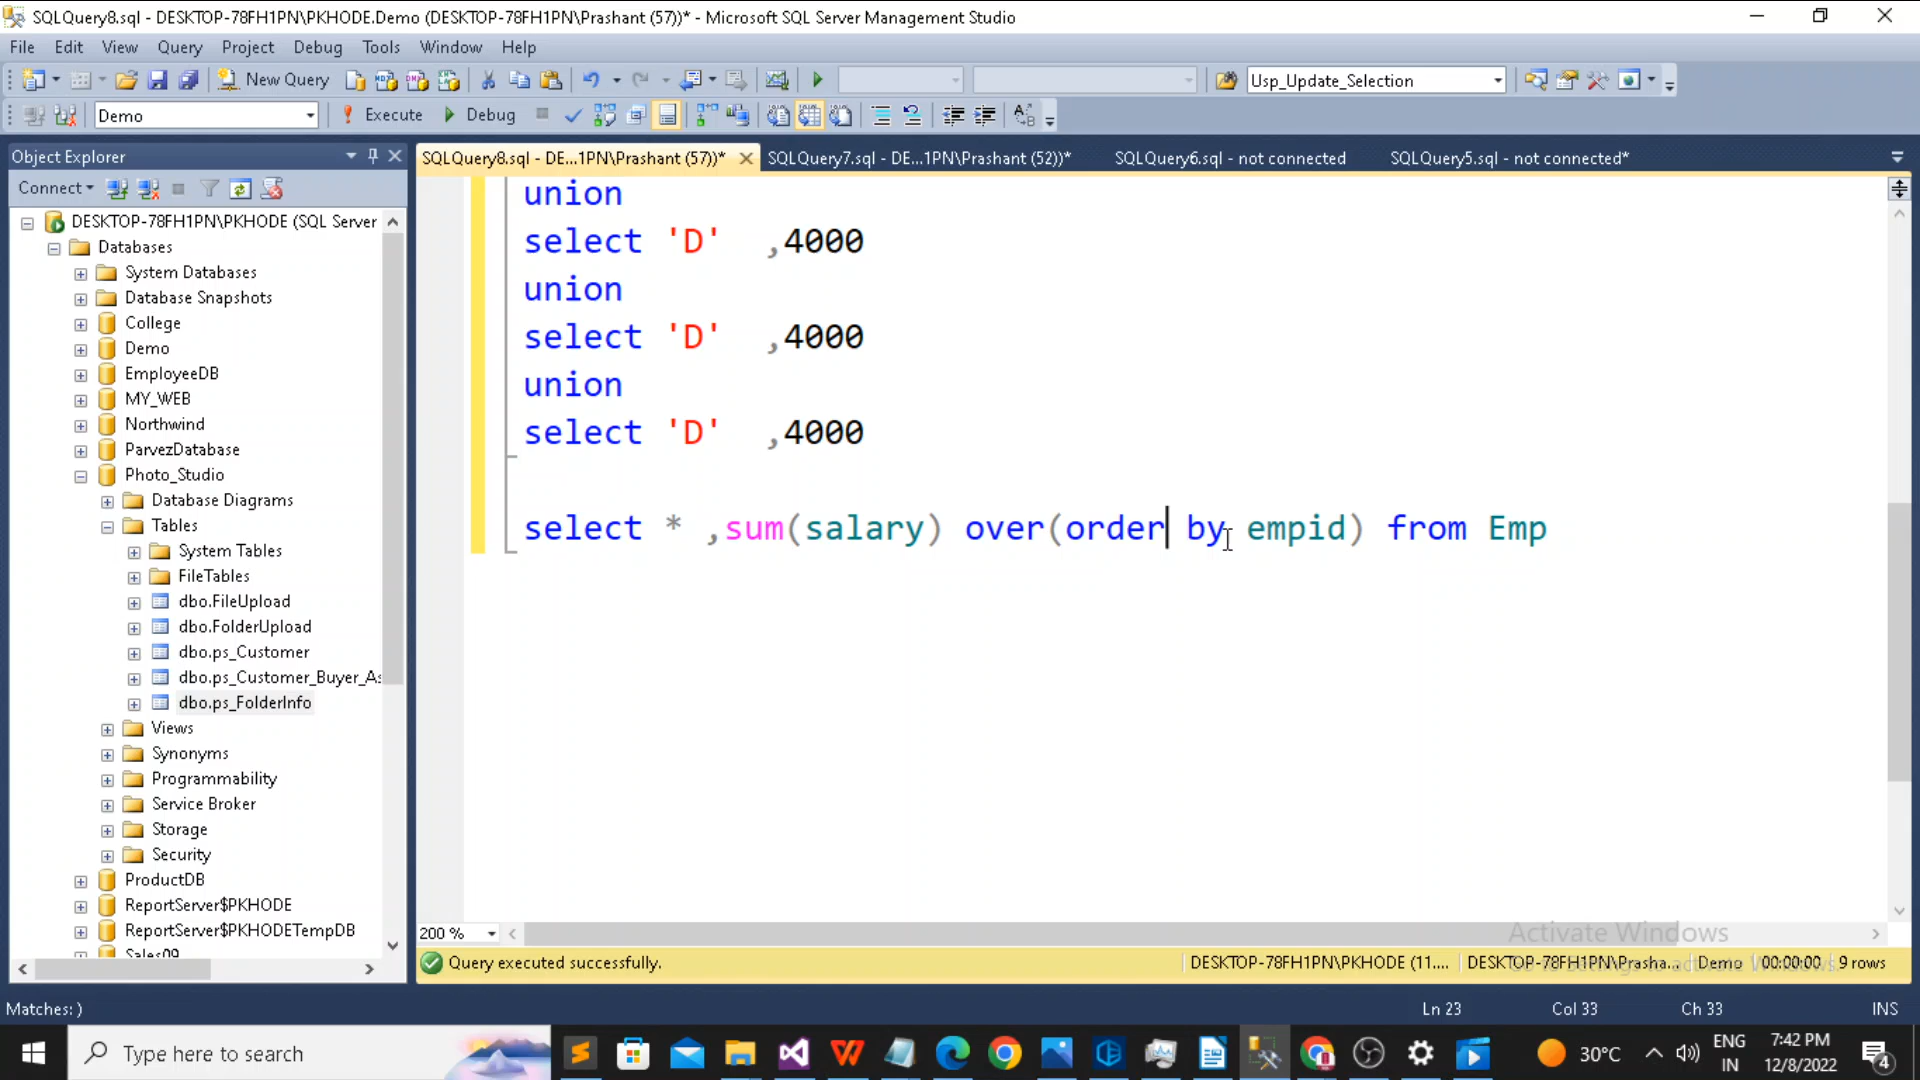 SQLQuery8.sql - DESKTOP-78FH1PN\PKHODE.Demo (DESKTOP-78FH1PN\Prashant (57))* - Microsoft SQL Server Management Studio
File Edit View Query Project Debug Tools Window Help
New Query Usp_Update_Selection
Demo Execute Debug
Object Explorer
SQLQuery8.sql - DE...1PN\Prashant (57))* SQLQuery7.sql - DE...1PN\Prashant (52))* SQLQuery6.sql - not connected SQLQuery5.sql - not connected*
Connect
DESKTOP-78FH1PN\PKHODE (SQL Server
Databases
System Databases
Database Snapshots
College
Demo
EmployeeDB
MY_WEB
Northwind
ParvezDatabase
Photo_Studio
Database Diagrams
Tables
System Tables
FileTables
dbo.FileUpload
dbo.FolderUpload
dbo.ps_Customer
dbo.ps_Customer_Buyer_As
dbo.ps_FolderInfo
Views
Synonyms
Programmability
Service Broker
Storage
Security
ProductDB
ReportServer$PKHODE
ReportServer$PKHODETempDB
Sales09
union
select 'D' ,4000
union
select 'D' ,4000
union
select 'D' ,4000
select * ,sum(salary) over(order by empid) from Emp
200 %
Activate Windows
Query executed successfully. DESKTOP-78FH1PN\PKHODE (11.... DESKTOP-78FH1PN\Prasha... Demo 00:00:00 9 rows
Matches: ) Ln 23 Col 33 Ch 33 INS
Type here to search
30°C ENG IN 7:42 PM 12/8/2022 4